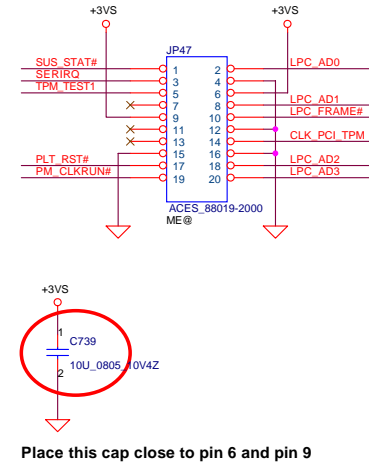 +3VS +3VS
JP47
SUS_STAT# 1 2 LPC_AD0
SERIRQ 3 4
TPM_TEST1 5 6
7 8 LPC_AD1
9 10 LPC_FRAME#
11 12
13 14 CLK_PCI_TPM
15 16
PLT_RST# 17 18 LPC_AD2
PM_CLKRUN# 19 20 LPC_AD3
ACES_88019-2000
ME@
+3VS
1
C739
10U_0805_10V4Z
2
Place this cap close to pin 6 and pin 9